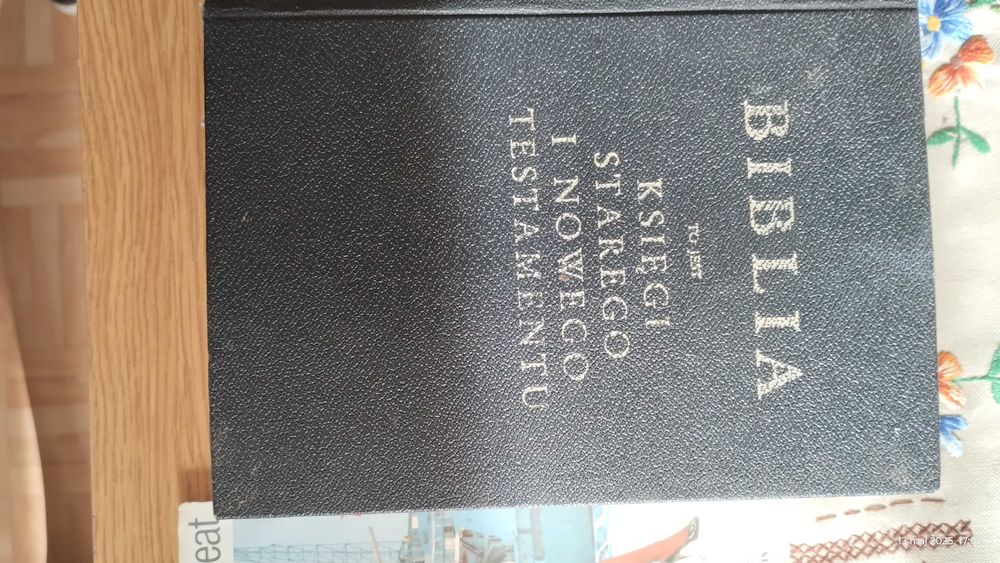 BIBLIA
TO JEST
KSIĘGI
STAREGO
I NOWEGO
TESTAMENTU
eat